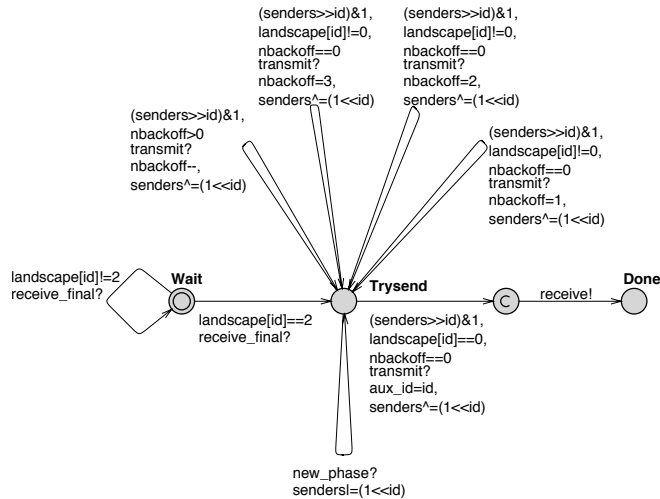 (senders>>id)&1,
landscape[id]!=0,
nbackoff==0
transmit?
nbackoff=3,
senders^=(1<<id)
(senders>>id)&1,
landscape[id]!=0,
nbackoff==0
transmit?
nbackoff=2,
senders^=(1<<id)
(senders>>id)&1,
nbackoff>0
transmit?
nbackoff--,
senders^=(1<<id)
(senders>>id)&1,
landscape[id]!=0,
nbackoff==0
transmit?
nbackoff=1,
senders^=(1<<id)
landscape[id]!=2
receive_final?
Wait
landscape[id]==2
receive_final?
Trysend
(senders>>id)&1,
landscape[id]==0,
nbackoff==0
transmit?
aux_id=id,
senders^=(1<<id)
C
receive!
Done
new_phase?
senders|=(1<<id)